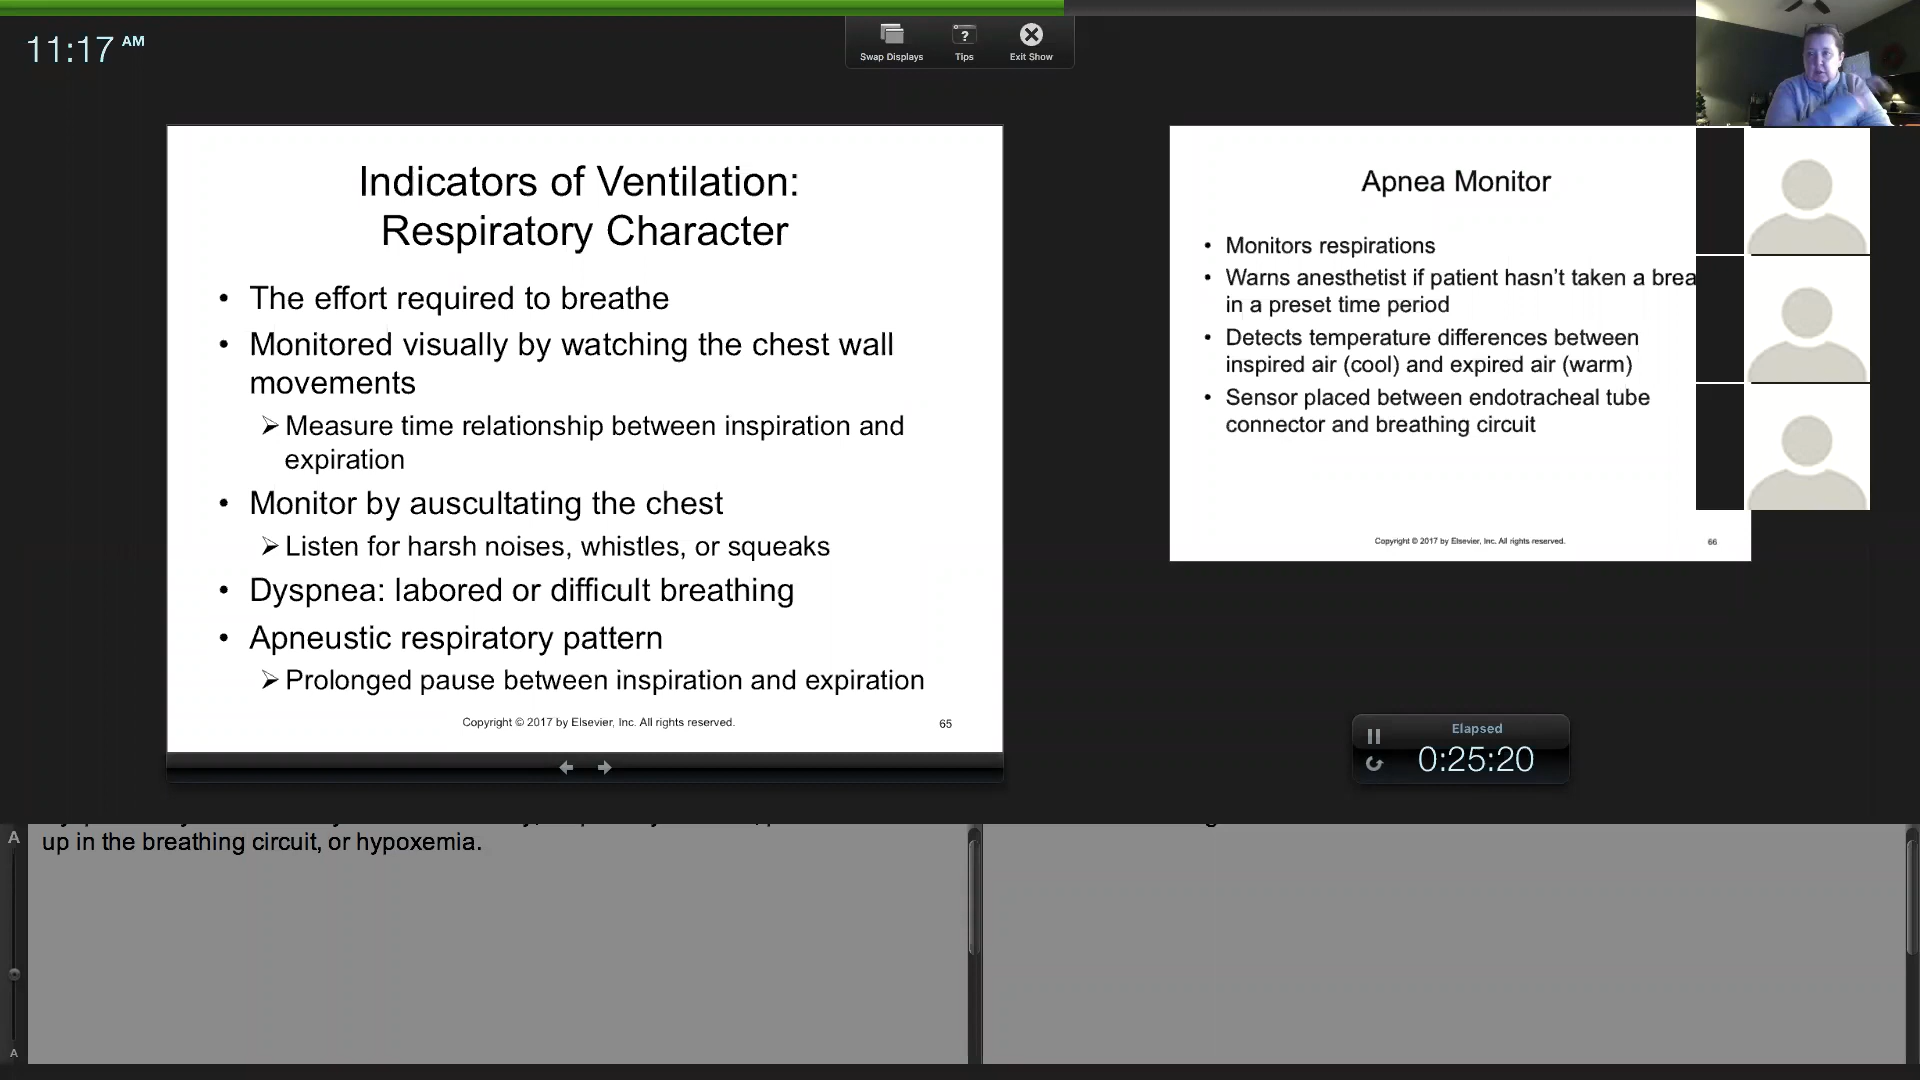 11:17 AM
Swap Displays
Tips
Exit Show
Indicators of Ventilation:
Respiratory Character
• The effort required to breathe
• Monitored visually by watching the chest wall
movements
➢ Measure time relationship between inspiration and
expiration
• Monitor by auscultating the chest
➢ Listen for harsh noises, whistles, or squeaks
• Dyspnea: labored or difficult breathing
• Apneustic respiratory pattern
➢ Prolonged pause between inspiration and expiration
Copyright © 2017 by Elsevier, Inc. All rights reserved.
65
Apnea Monitor
• Monitors respirations
• Warns anesthetist if patient hasn't taken a brea
in a preset time period
• Detects temperature differences between
inspired air (cool) and expired air (warm)
• Sensor placed between endotracheal tube
connector and breathing circuit
Copyright © 2017 by Elsevier, Inc. All rights reserved.
66
Elapsed
0:25:20
A
up in the breathing circuit, or hypoxemia.
A